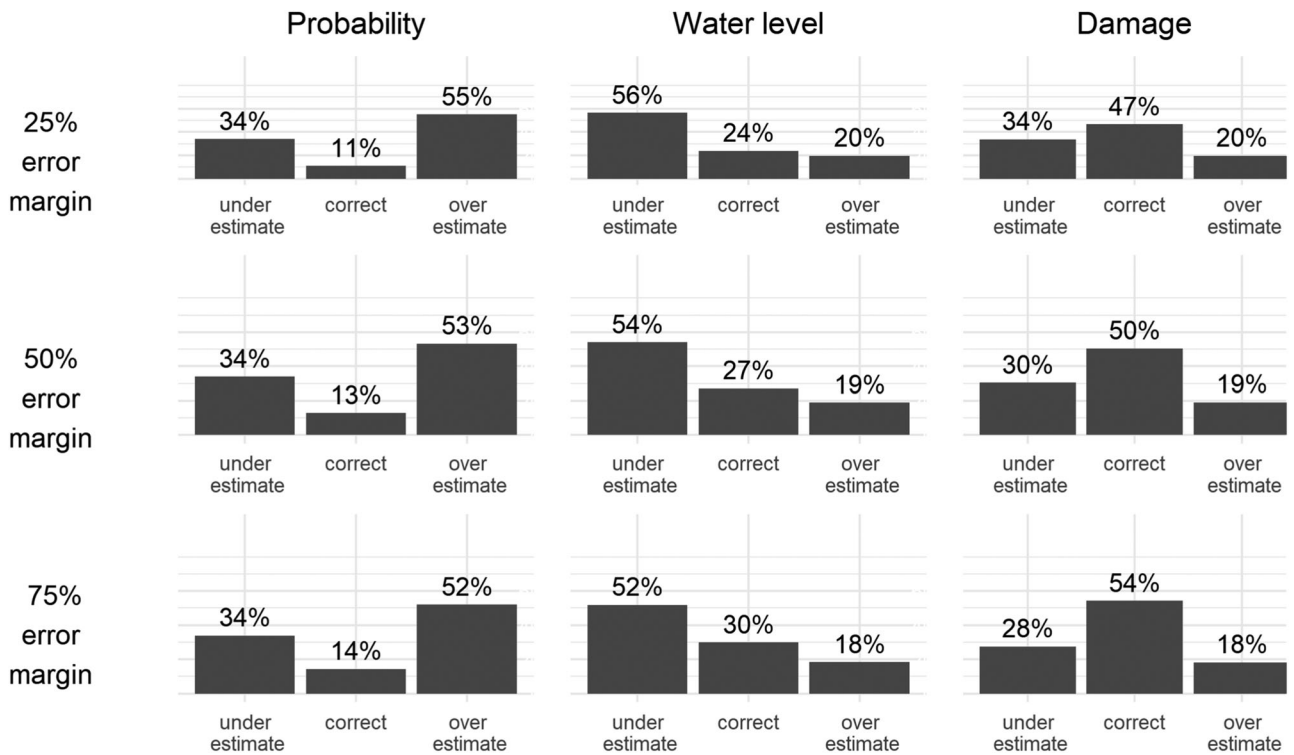 Probability Water level Damage
25%
error
margin
34% 11% 55%
under correct over
estimate estimate
56% 24% 20%
under correct over
estimate estimate
34% 47% 20%
under correct over
estimate estimate
50%
error
margin
34% 13% 53%
under correct over
estimate estimate
54% 27% 19%
under correct over
estimate estimate
30% 50% 19%
under correct over
estimate estimate
75%
error
margin
34% 14% 52%
under correct over
estimate estimate
52% 30% 18%
under correct over
estimate estimate
28% 54% 18%
under correct over
estimate estimate